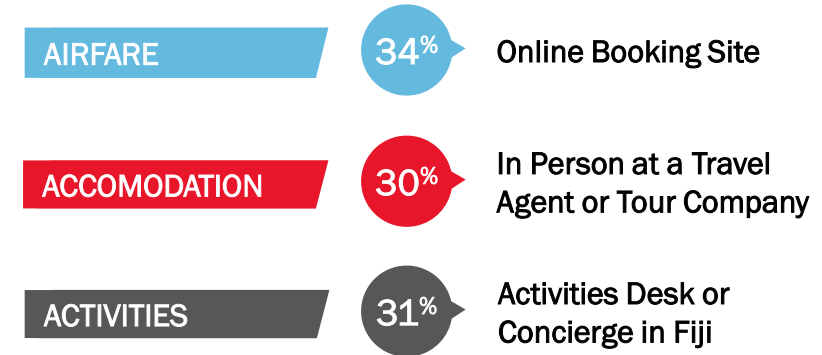 AIRFARE
34%
Online Booking Site
ACCOMODATION
30%
In Person at a Travel
Agent or Tour Company
ACTIVITIES
31%
Activities Desk or
Concierge in Fiji